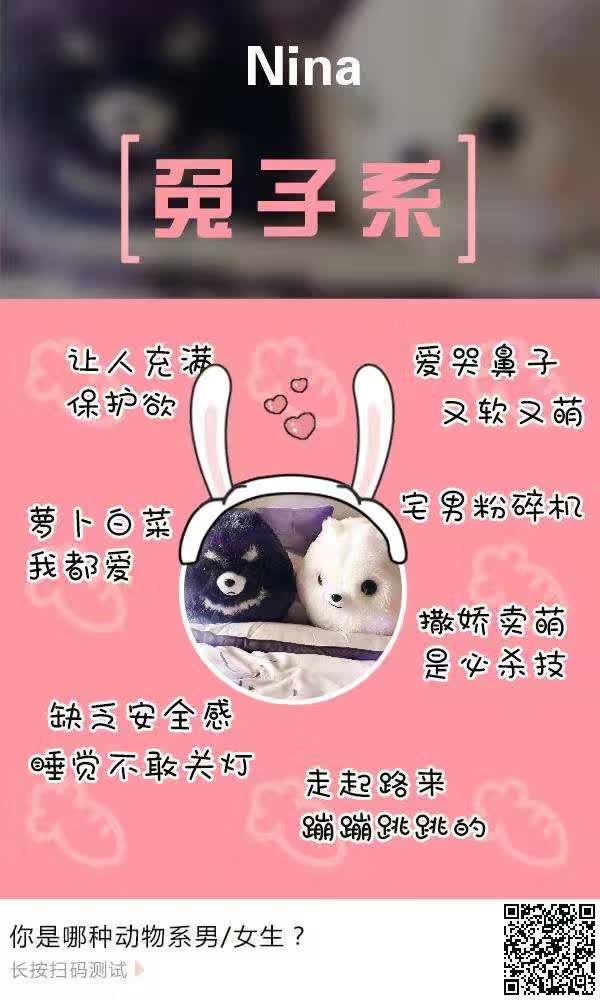 Nina
兔子系
让人充满
保护欲
爱哭鼻子
又软又萌
萝卜白菜
我都爱
宅男粉碎机
撒娇卖萌
是必杀技
缺乏安全感
睡觉不敢关灯
走起路来
蹦蹦跳跳的
你是哪种动物系男/女生？
长按扫码测试